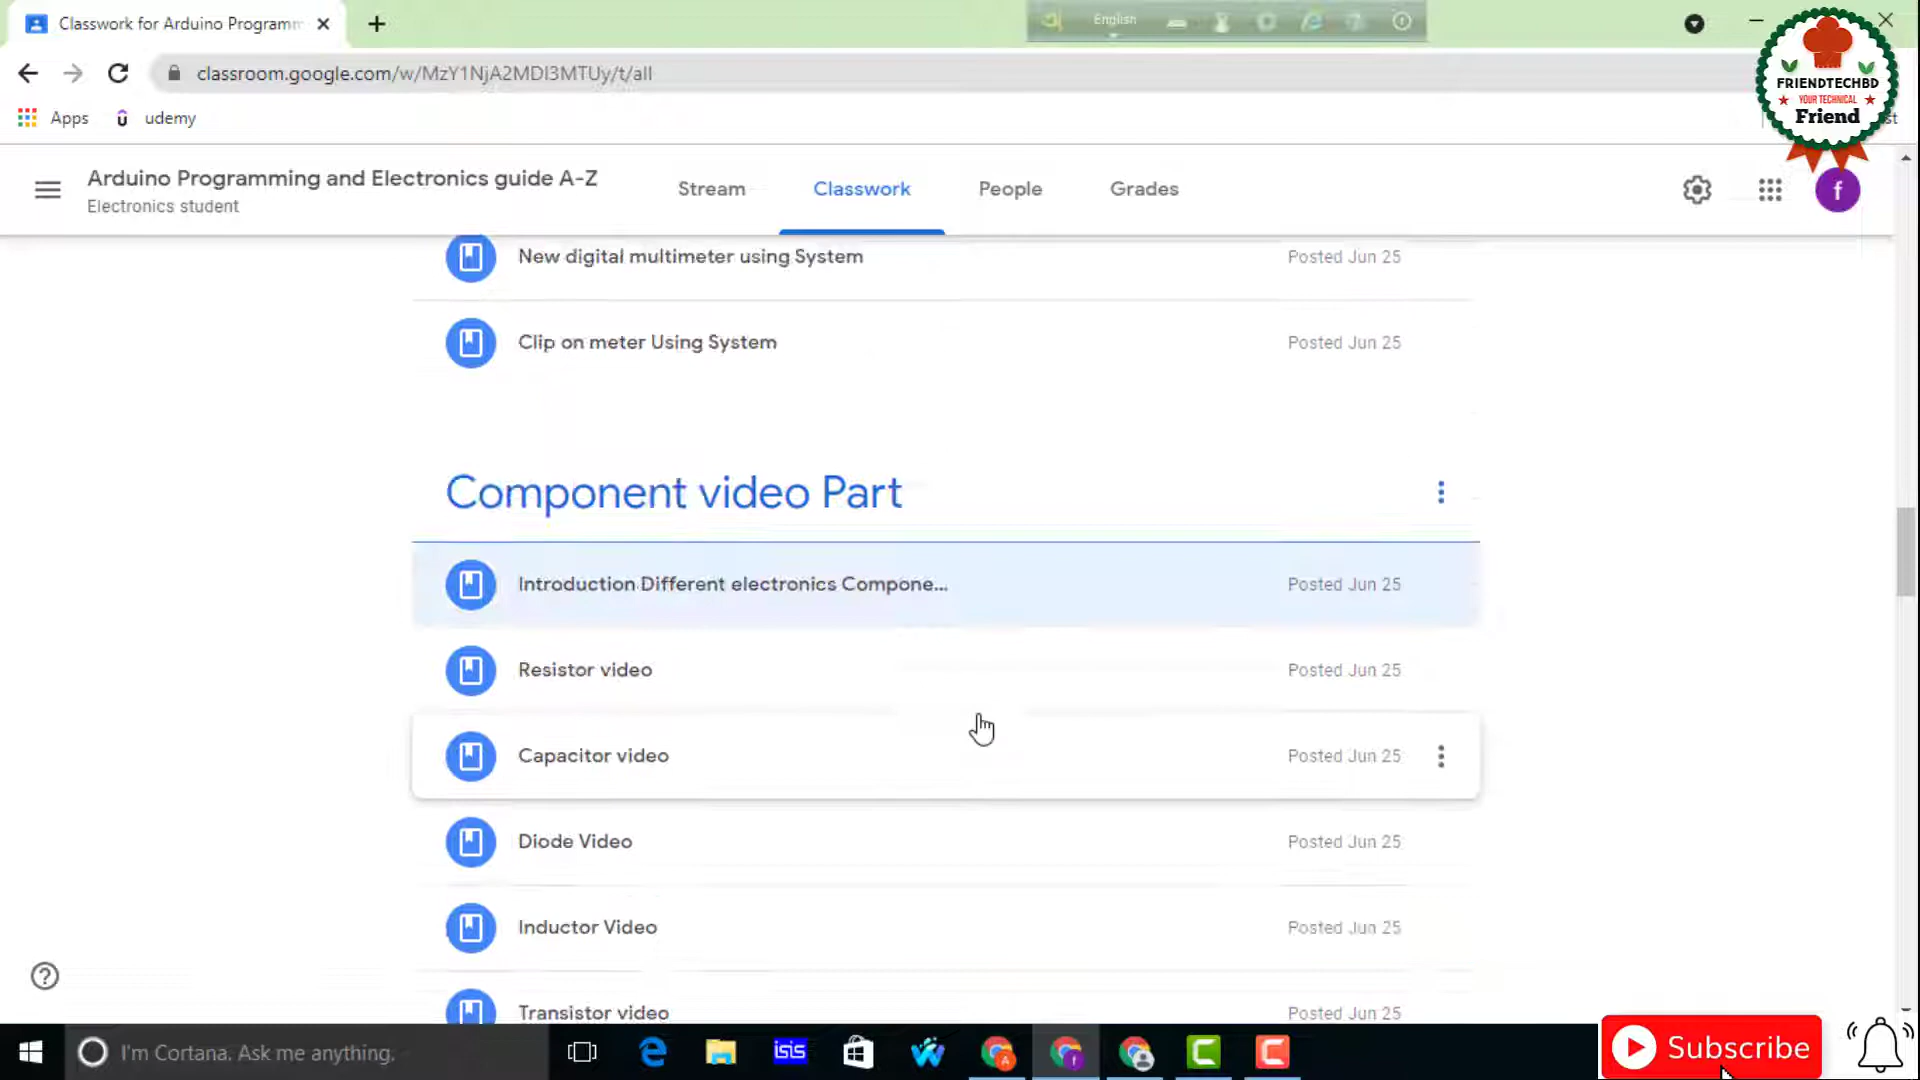 Classwork for Arduino Programm
English
classroom.google.com/w/MzY1NjA2MDI3MTUy/t/all
Apps
udemy
FRIENDTECHBD
YOUR TECHNICAL
Friend
Arduino Programming and Electronics guide A-Z
Electronics student
Stream
Classwork
People
Grades
f
New digital multimeter using System
Posted Jun 25
Clip on meter Using System
Posted Jun 25
Component video Part
Introduction Different electronics Compone...
Posted Jun 25
Resistor video
Posted Jun 25
Capacitor video
Posted Jun 25
Diode Video
Posted Jun 25
Inductor Video
Posted Jun 25
Transistor video
Posted Jun 25
I'm Cortana. Ask me anything.
isis
Subscribe